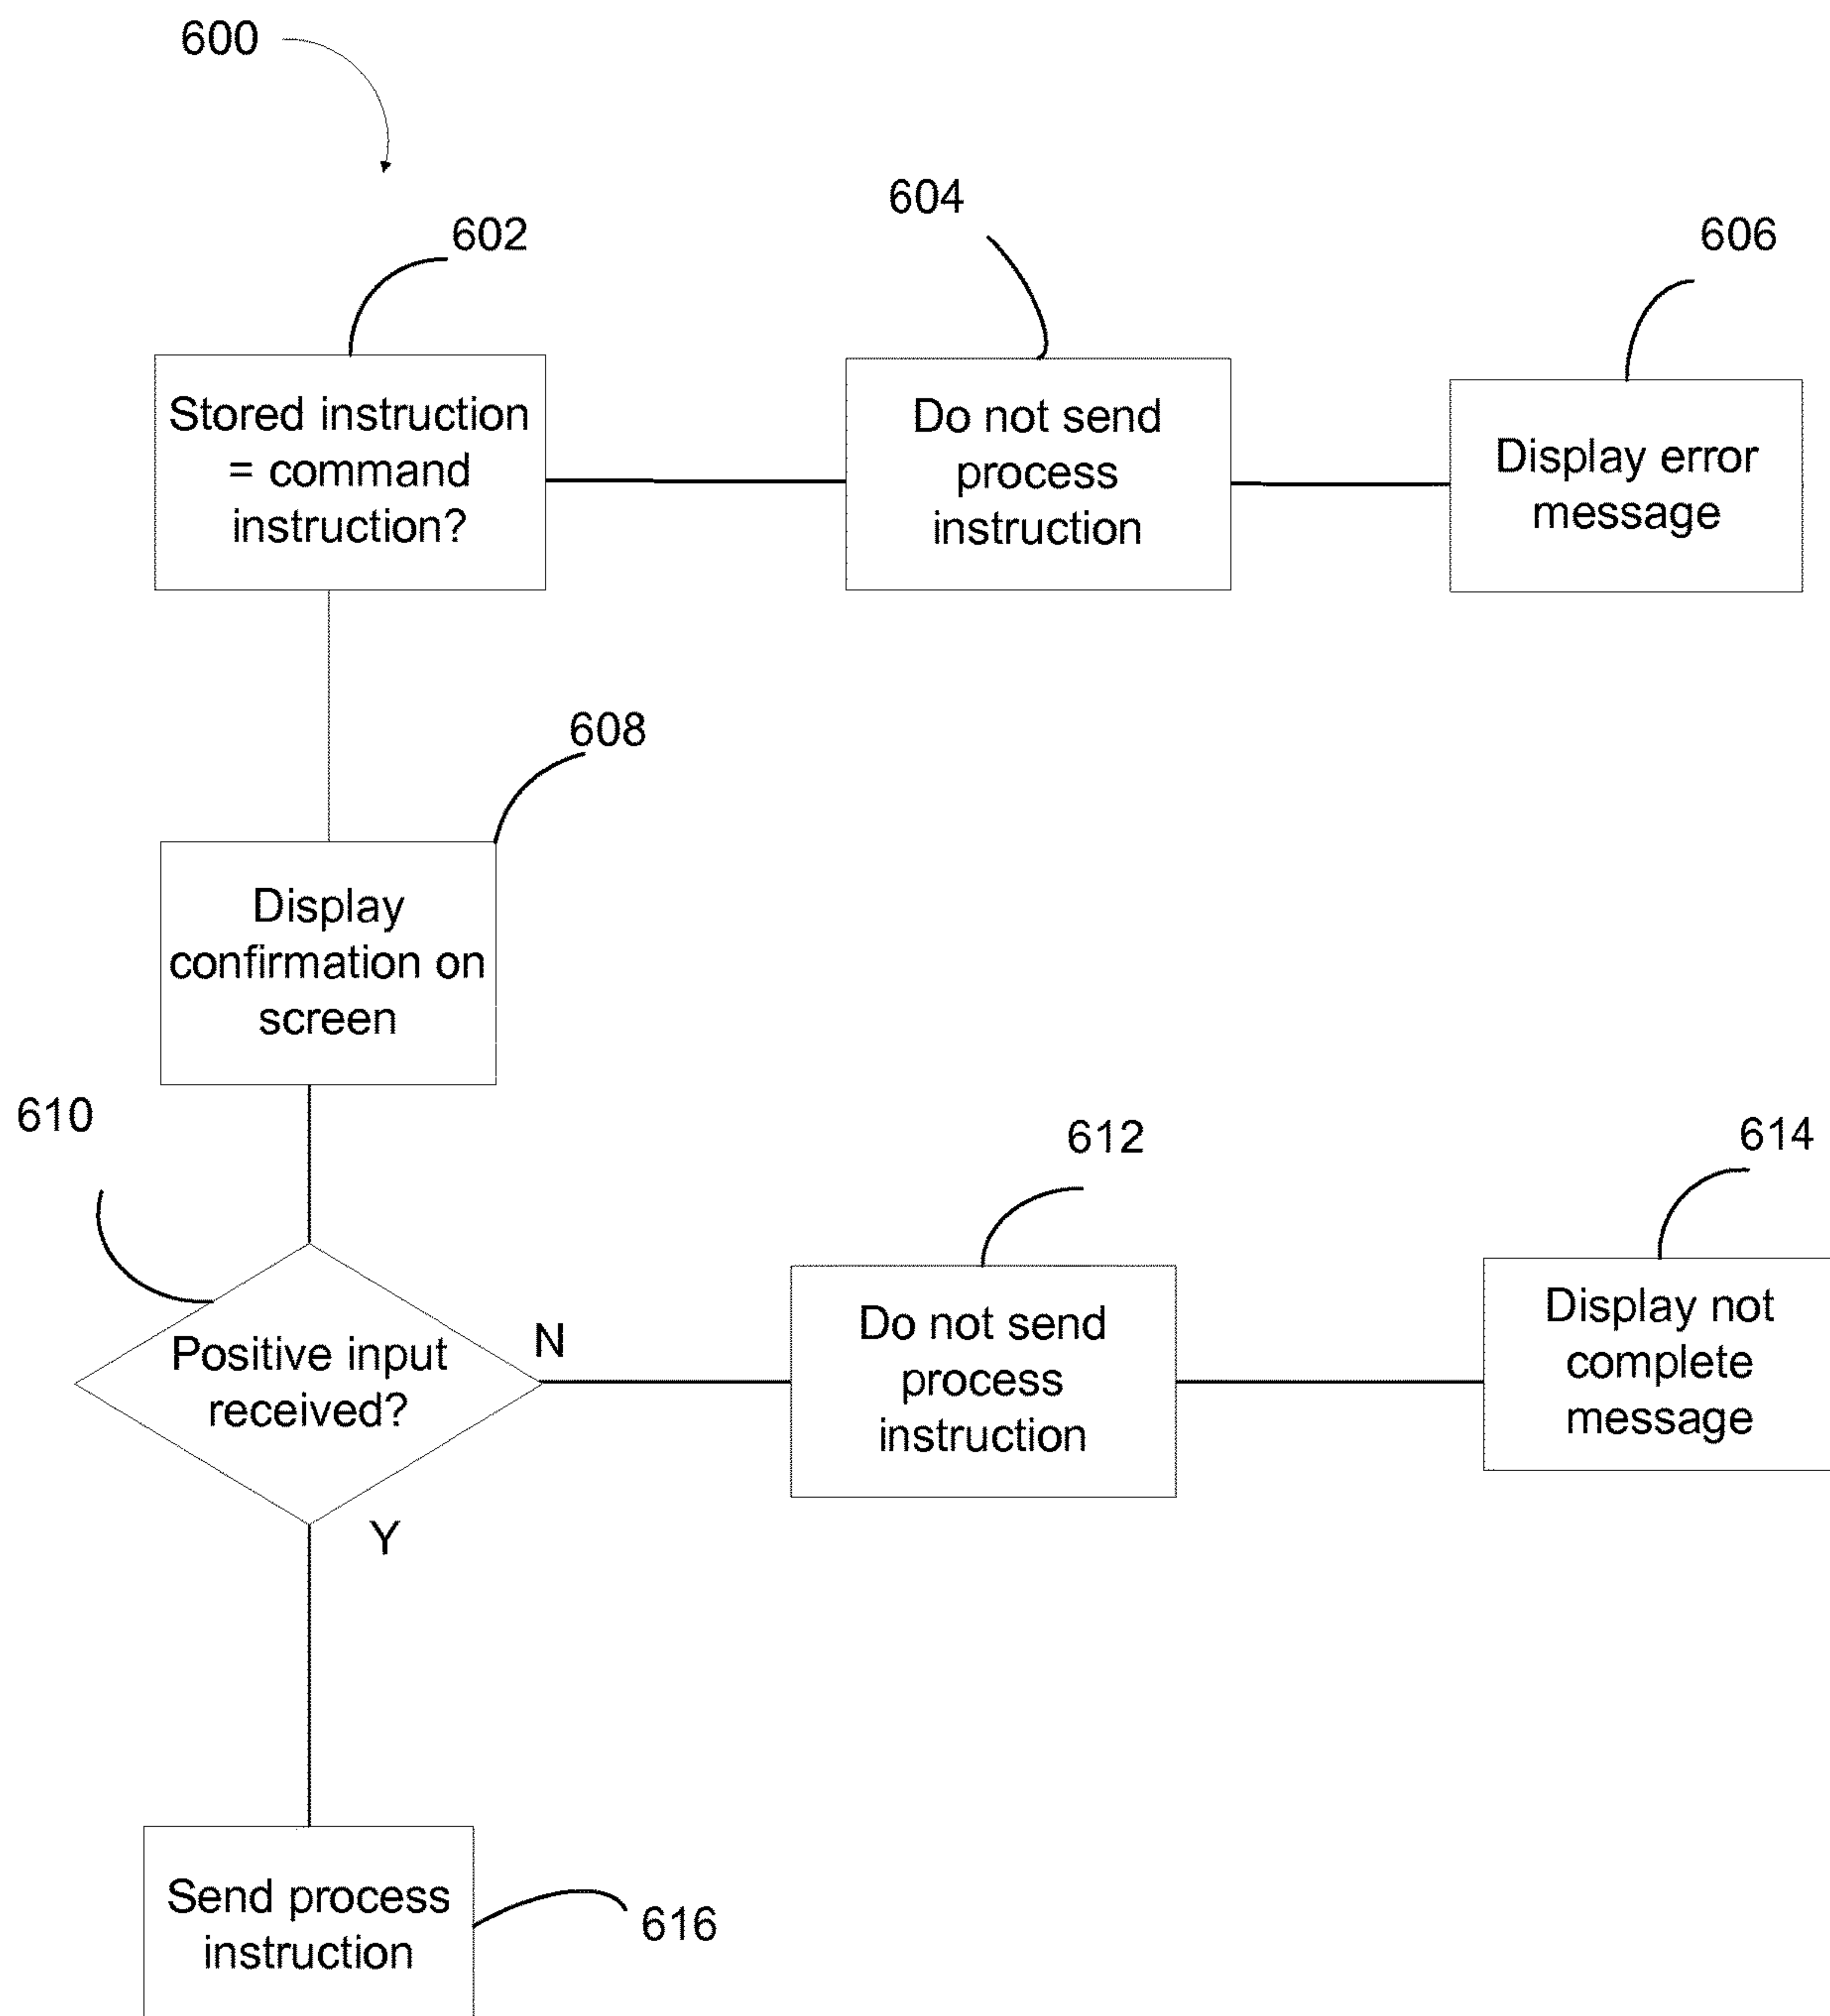 600
602
604
606
Stored instruction
= command
instruction?
Do not send
process
instruction
Display error
message
608
Display
confirmation on
screen
610
612
614
Positive input
received?
N
Y
Do not send
process
instruction
Display not
complete
message
Send process
instruction
616